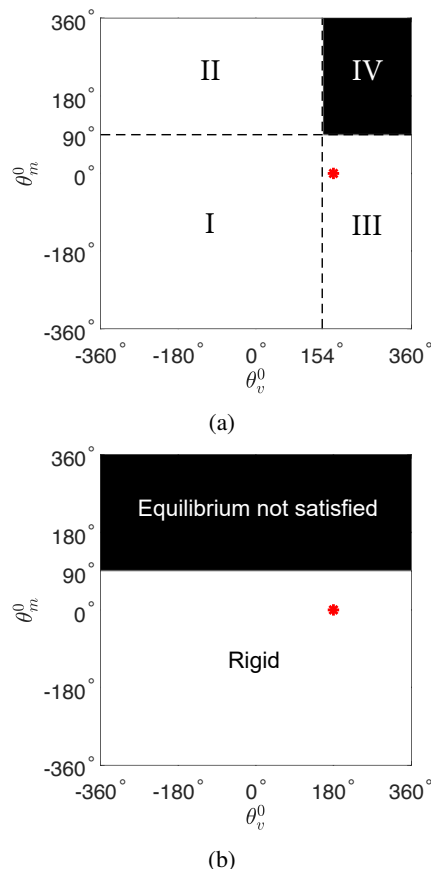 360°
II
IV
180°
90°
θ_m^0
0°
I
III
-180°
-360°
-360° -180° 0° 154° 360°
θ_v^0
(a)
360°
Equilibrium not satisfied
180°
90°
θ_m^0
0°
Rigid
-180°
-360°
-360° -180° 0° 180° 360°
θ_v^0
(b)